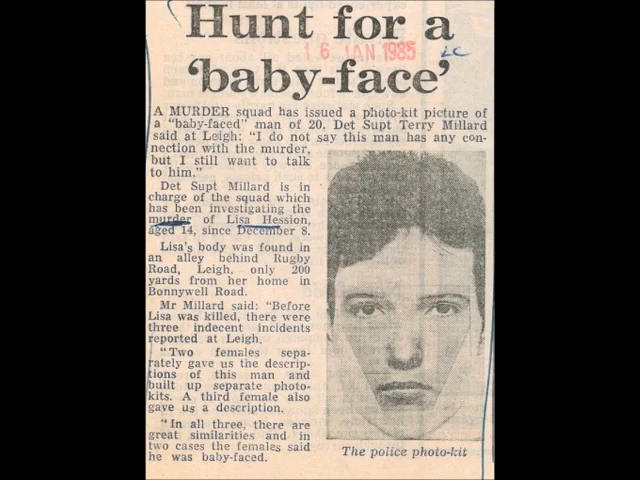 Hunt for a
16 JAN 1985
LC
‘baby-face’
A MURDER squad has issued a photo-kit picture of
a "baby-faced" man of 20. Det Supt Terry Millard
said at Leigh: "I do not say this man has any con-
nection with the murder,
but I still want to talk
to him."
Det Supt Millard is in
charge of the squad which
has been investigating the
murder of Lisa Hession,
aged 14, since December 8.
Lisa's body was found in
an alley behind Rugby
Road, Leigh, only 200
yards from her home in
Bonnywell Road.
Mr Millard said: "Before
Lisa was killed, there were
three indecent incidents
reported at Leigh.
"Two females sepa-
rately gave us the descrip-
tions of this man and
built up separate photo-
kits. A third female also
gave us a description.
"In all three, there are
great similarities and in
two cases the females said
he was baby-faced.
The police photo-kit